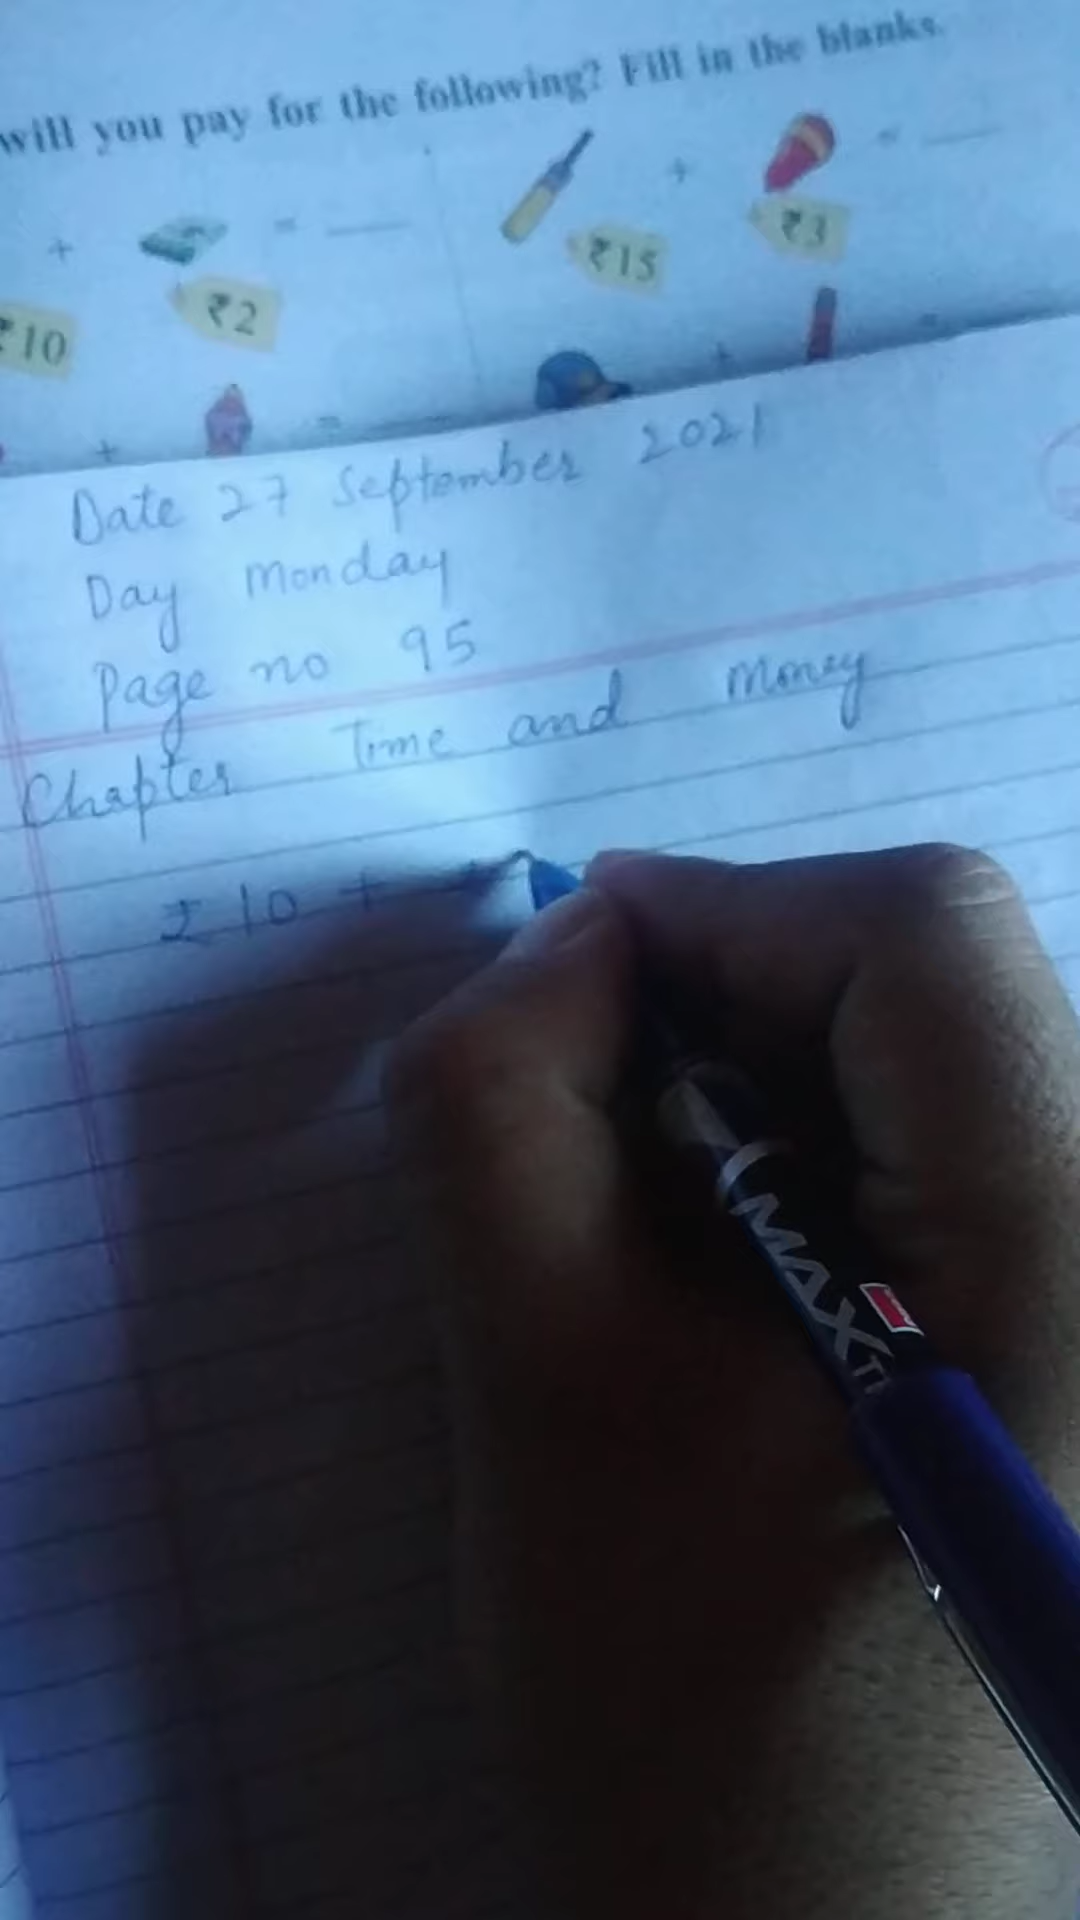 will you pay for the following? Fill in the blanks.
+ = + =
₹10 ₹2 ₹15 ₹3
+ = + =
Date 27 September 2021
Day Monday
Page no 95
Chapter Time and Money
₹ 10 +
MAX